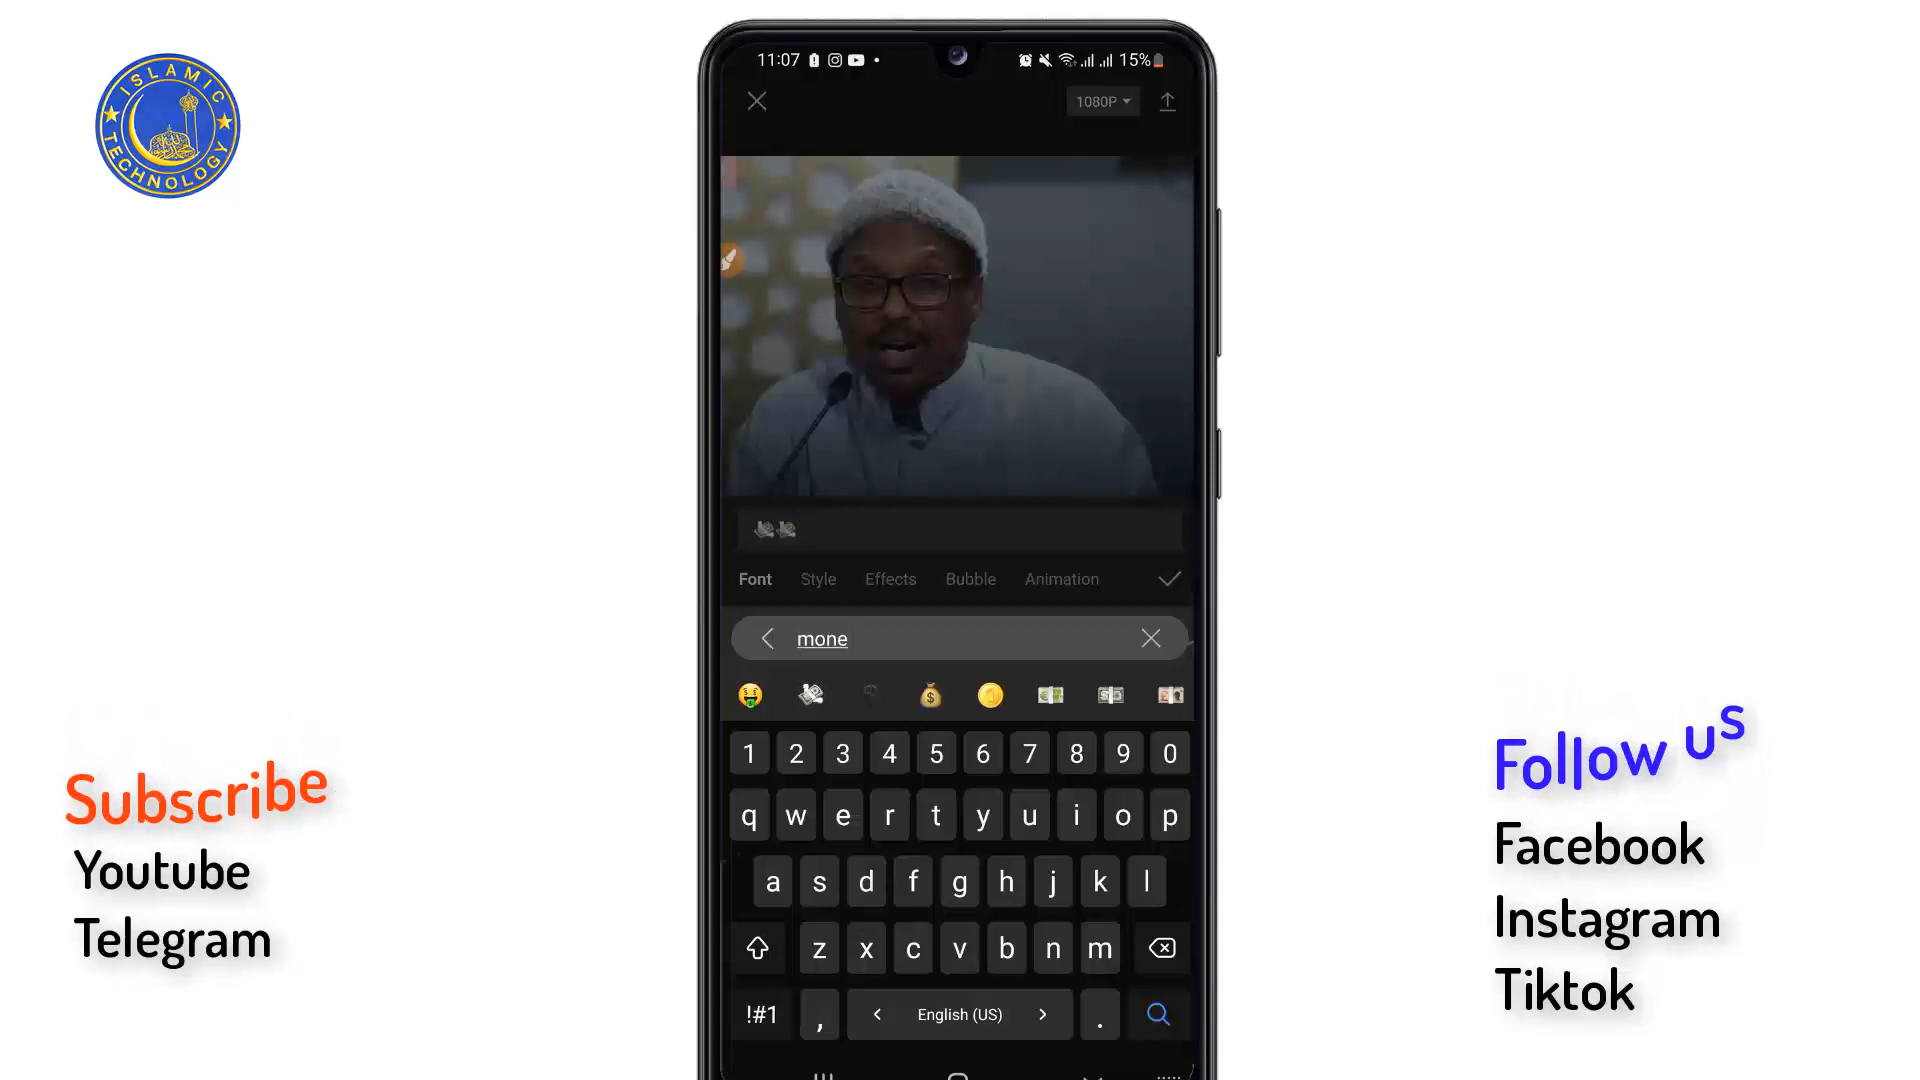 ISLAMIC
TECHNOLOGY
11:07
15%
1080P
Font Style Effects Bubble Animation
mone
1 2 3 4 5 6 7 8 9 0
q w e r t y u i o p
a s d f g h j k l
z x c v b n m
!#1 , < English (US) > .
Subscribe
Youtube
Telegram
Follow us
Facebook
Instagram
Tiktok